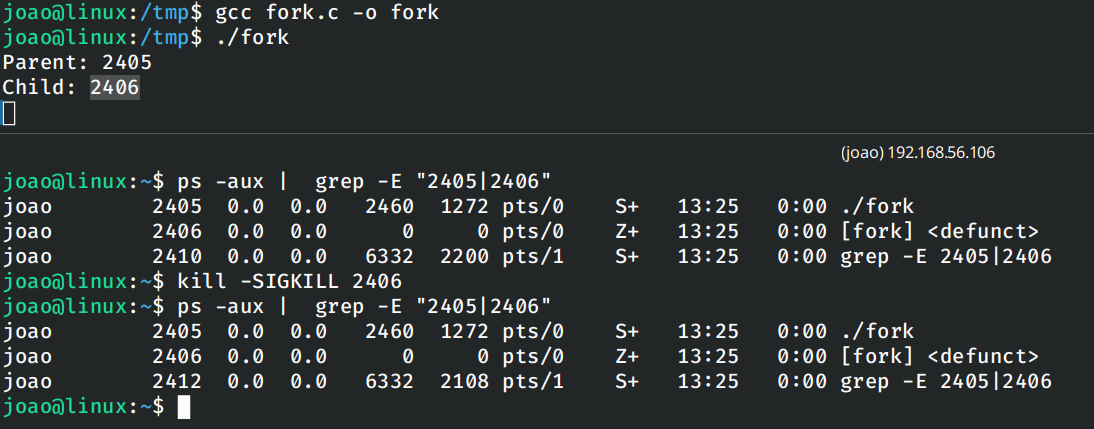 joao@linux:/tmp$ gcc fork.c -o fork
joao@linux:/tmp$ ./fork
Parent: 2405
Child: 2406
(joao) 192.168.56.106
joao@linux:~$ ps -aux |  grep -E "2405|2406"
joao        2405  0.0  0.0   2460  1272 pts/0    S+   13:25   0:00 ./fork
joao        2406  0.0  0.0      0     0 pts/0    Z+   13:25   0:00 [fork] <defunct>
joao        2410  0.0  0.0   6332  2200 pts/1    S+   13:25   0:00 grep -E 2405|2406
joao@linux:~$ kill -SIGKILL 2406
joao@linux:~$ ps -aux |  grep -E "2405|2406"
joao        2405  0.0  0.0   2460  1272 pts/0    S+   13:25   0:00 ./fork
joao        2406  0.0  0.0      0     0 pts/0    Z+   13:25   0:00 [fork] <defunct>
joao        2412  0.0  0.0   6332  2108 pts/1    S+   13:25   0:00 grep -E 2405|2406
joao@linux:~$